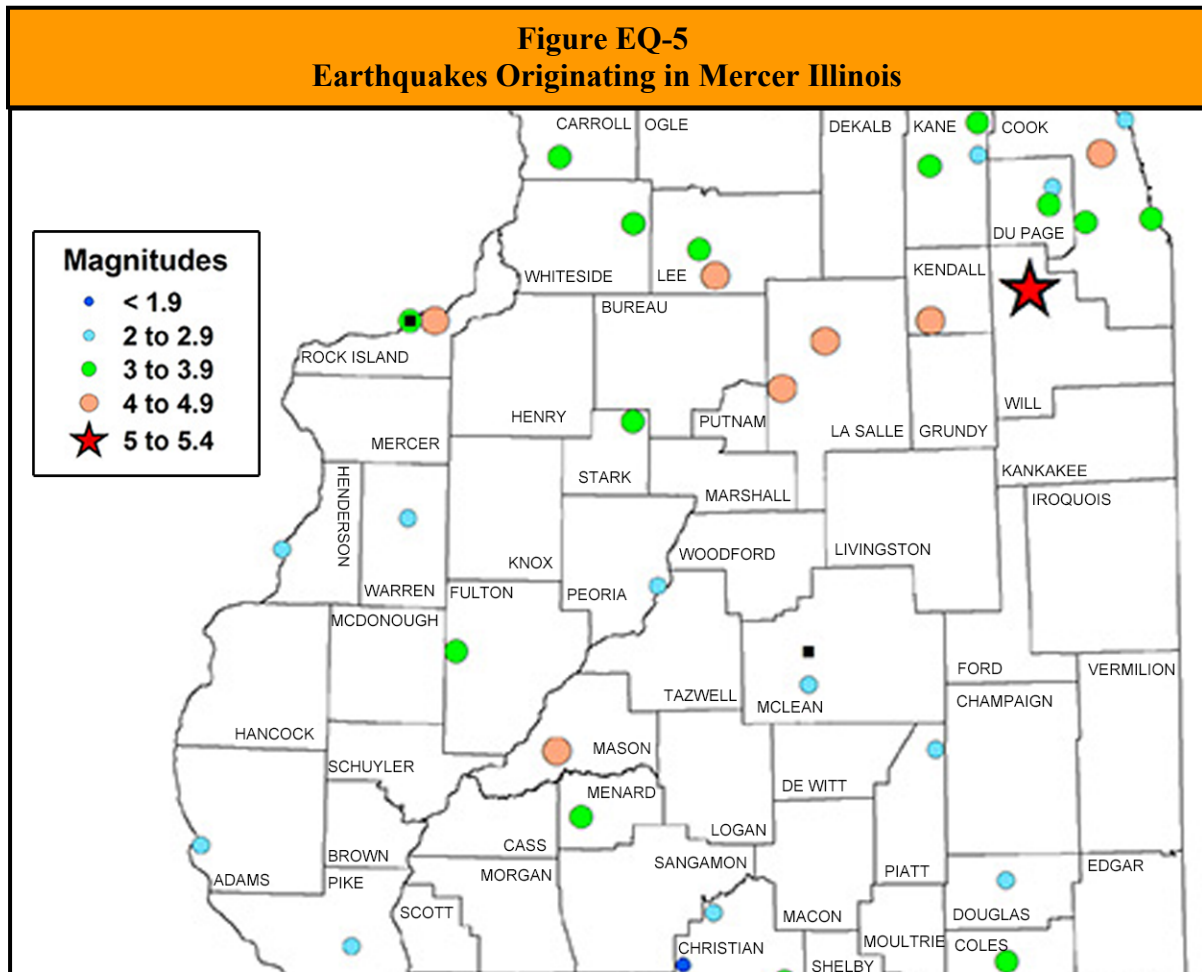 Figure EQ-5
Earthquakes Originating in Mercer Illinois
CARROLL
OGLE
DEKALB
KANE
COOK
DU PAGE
WHITESIDE
LEE
KENDALL
Magnitudes
< 1.9
2 to 2.9
3 to 3.9
4 to 4.9
5 to 5.4
BUREAU
ROCK ISLAND
HENRY
PUTNAM
LA SALLE
GRUNDY
WILL
MERCER
STARK
MARSHALL
KANKAKEE
IROQUOIS
HENDERSON
WARREN
KNOX
WOODFORD
LIVINGSTON
FULTON
PEORIA
MCDONOUGH
TAZWELL
MCLEAN
FORD
VERMILION
CHAMPAIGN
HANCOCK
SCHUYLER
MASON
DE WITT
MENARD
LOGAN
CASS
BROWN
SANGAMON
ADAMS
PIKE
MORGAN
PIATT
EDGAR
SCOTT
MACON
DOUGLAS
CHRISTIAN
MOULTRIE
COLES
SHELBY